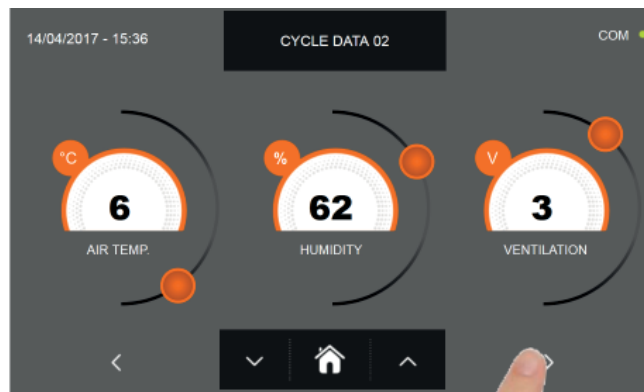 14/04/2017 - 15:36
CYCLE DATA 02
COM
°C
%
V
6
62
3
AIR TEMP.
HUMIDITY
VENTILATION